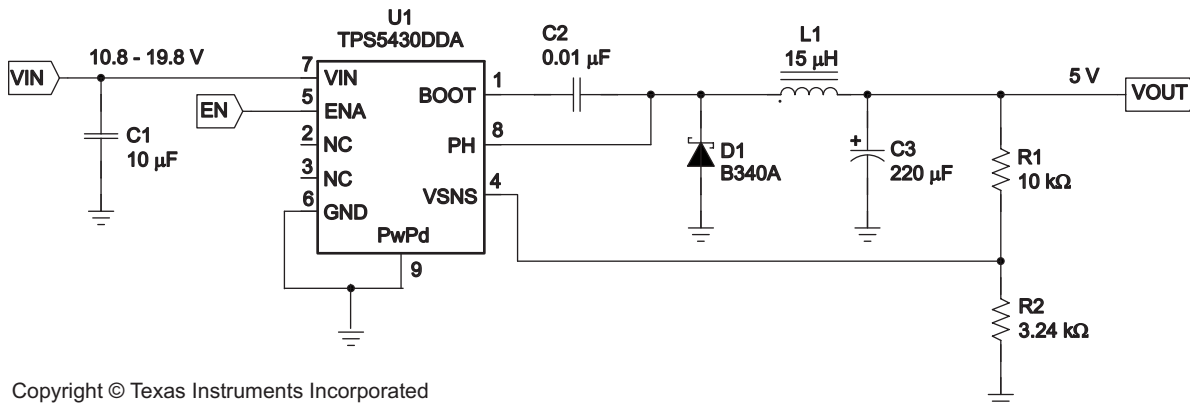 U1
TPS5430DDA
C2
0.01 μF
L1
15 μH
VIN
10.8 - 19.8 V
7
VIN
1
BOOT
5 V
VOUT
EN
5
ENA
2
NC
8
PH
C1
10 μF
D1
B340A
+
C3
220 μF
R1
10 kΩ
3
NC
4
VSNS
6
GND
PwPd
9
R2
3.24 kΩ
Copyright © Texas Instruments Incorporated